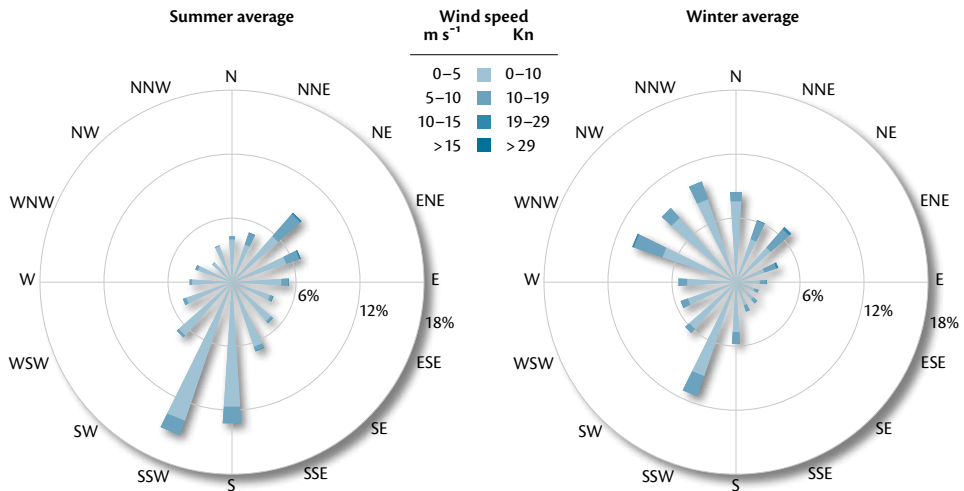 Summer average
Wind speed
m s⁻¹ Kn
0–5 0–10
5–10 10–19
10–15 19–29
>15 >29
Winter average
N
NNE
NE
ENE
E
ESE
SE
SSE
S
SSW
SW
WSW
W
WNW
NW
NNW
6%
12%
18%
N
NNE
NE
ENE
E
ESE
SE
SSE
S
SSW
SW
WSW
W
WNW
NW
NNW
6%
12%
18%